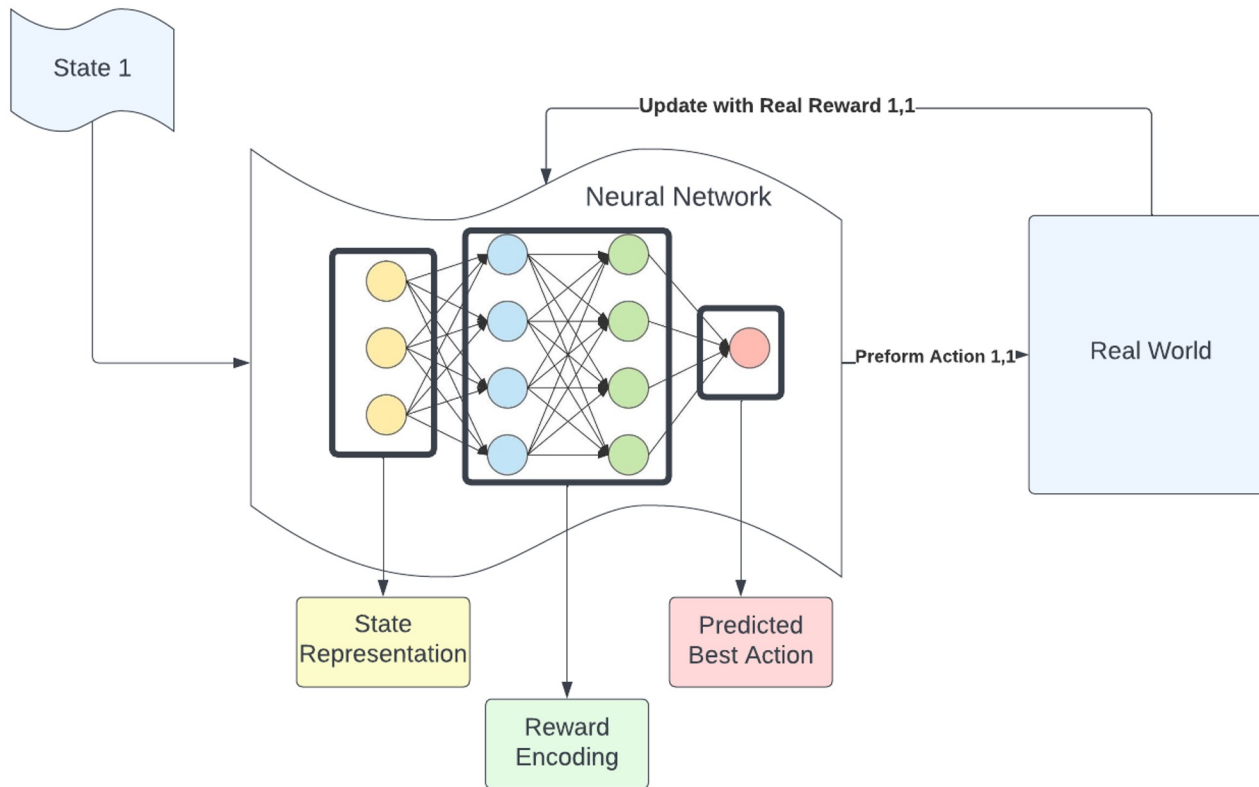 State 1
Update with Real Reward 1,1
Neural Network
Preform Action 1,1
Real World
State
Representation
Predicted
Best Action
Reward
Encoding